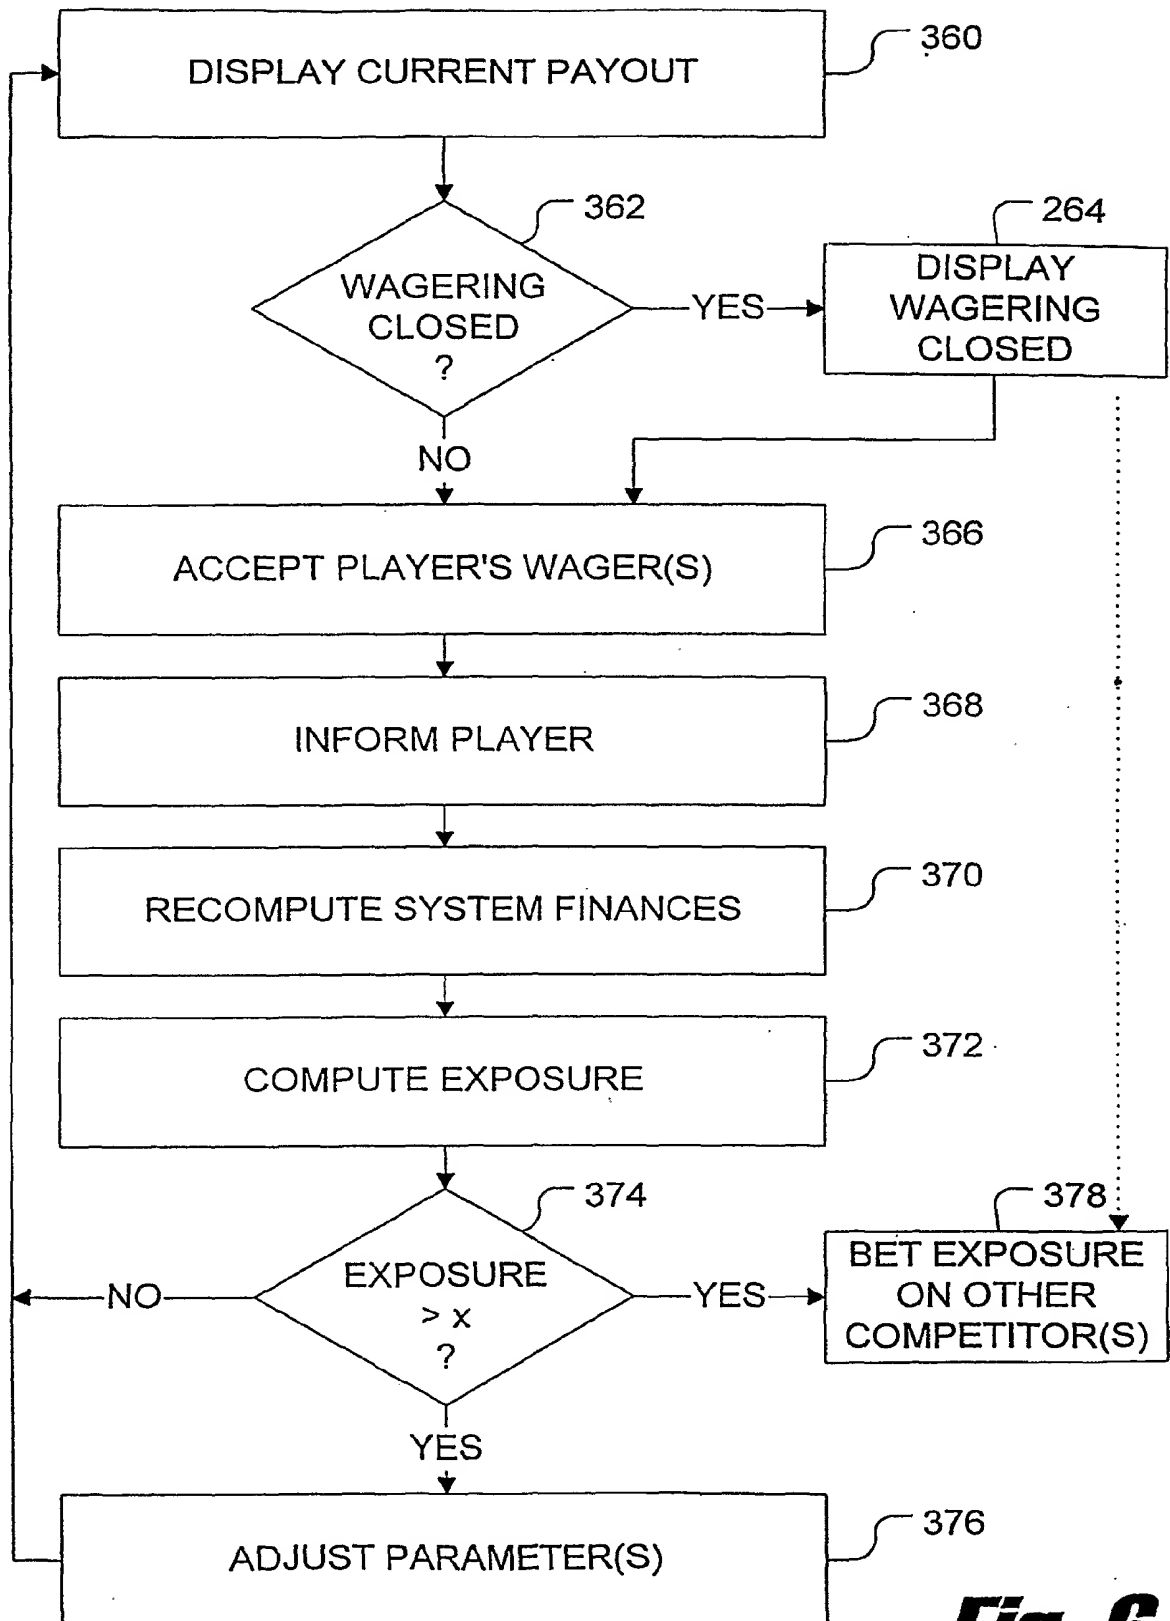 DISPLAY CURRENT PAYOUT
360
362
WAGERING
CLOSED
?
YES
264
DISPLAY
WAGERING
CLOSED
NO
ACCEPT PLAYER'S WAGER(S)
366
INFORM PLAYER
368
RECOMPUTE SYSTEM FINANCES
370
COMPUTE EXPOSURE
372
374
EXPOSURE
> x
?
NO
YES
378
BET EXPOSURE
ON OTHER
COMPETITOR(S)
YES
ADJUST PARAMETER(S)
376
Fig. 6